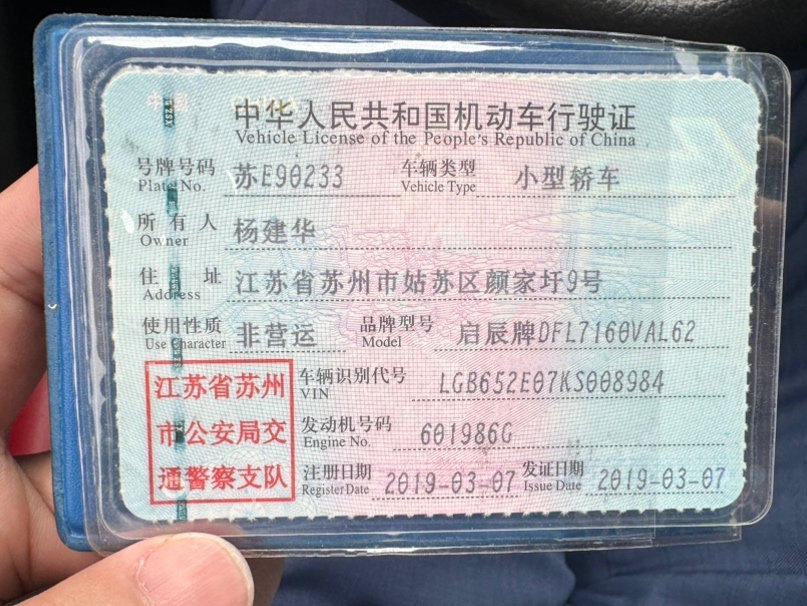 中华人民共和国机动车行驶证
Vehicle License of the People's Republic of China
号牌号码 苏E90233 车辆类型 小型轿车
Plate No. Vehicle Type
所有人 杨建华
Owner
住址 江苏省苏州市姑苏区颜家圩9号
Address
使用性质 非营运 品牌型号 启辰牌DFL7160VAL62
Use Character Model
江苏省苏州
市公安局交
通警察支队
车辆识别代号 LGB652E07KS008984
VIN
发动机号码 601986G
Engine No.
注册日期 2019-03-07 发证日期 2019-03-07
Register Date Issue Date